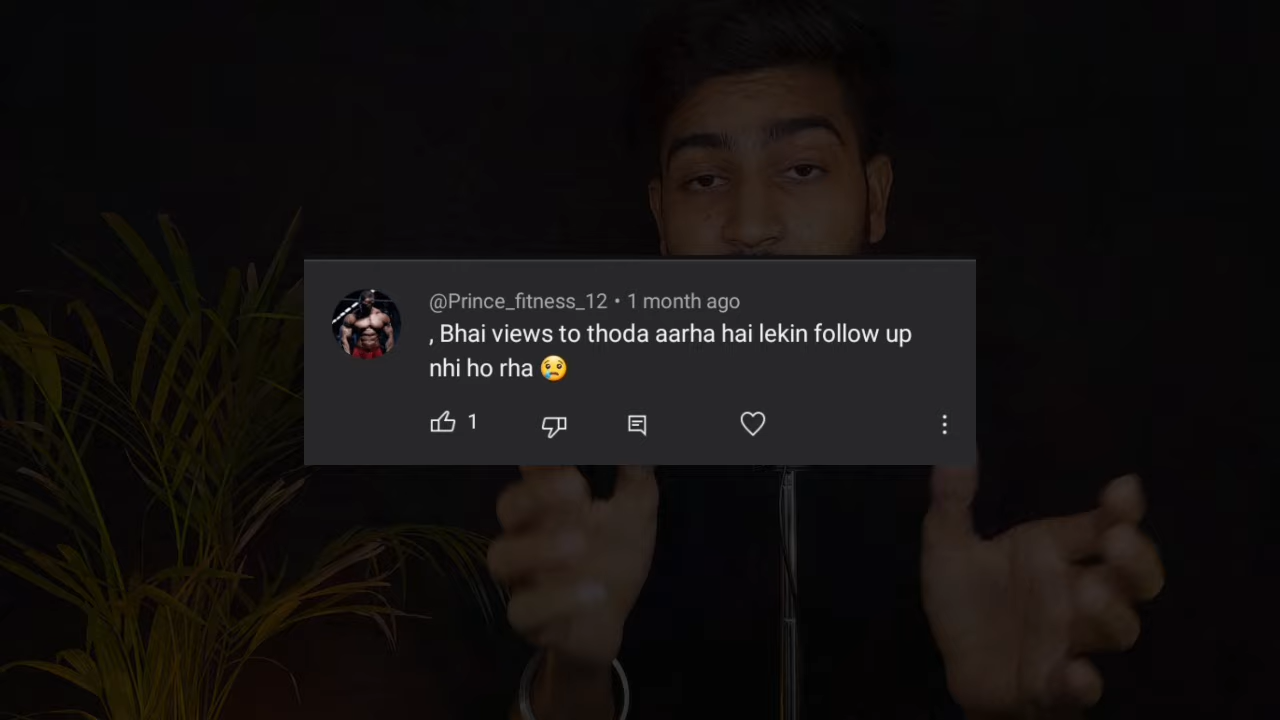 @Prince_fitness_12 • 1 month ago
, Bhai views to thoda aarha hai lekin follow up
nhi ho rha 😢
1